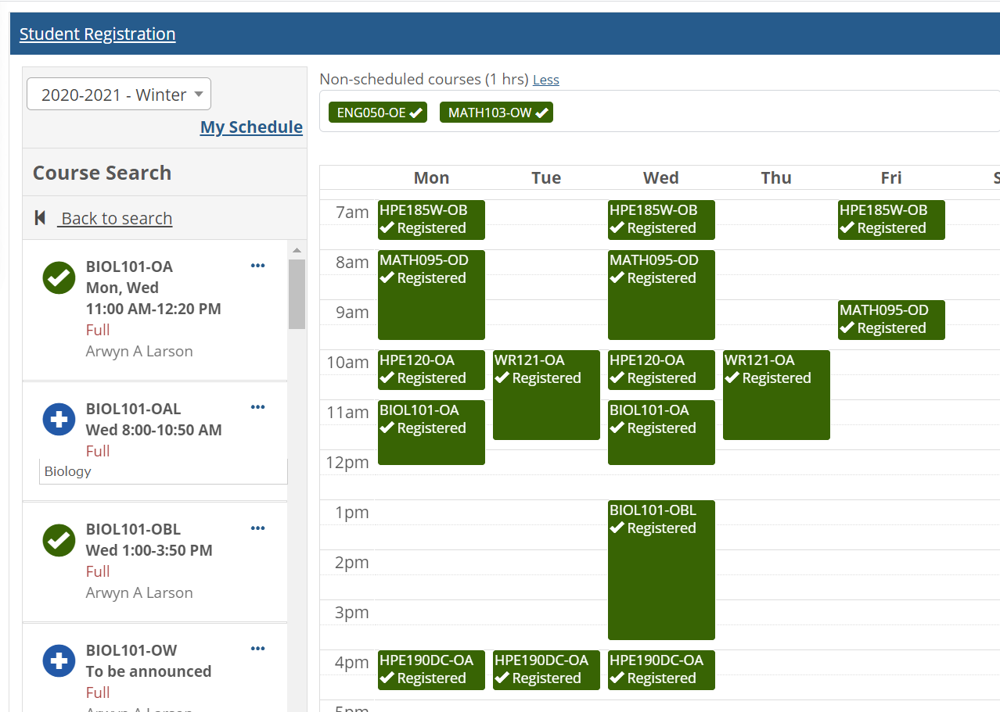 Student Registration
2020-2021 - Winter
My Schedule
Course Search
Back to search
BIOL101-OA
Mon, Wed
11:00 AM-12:20 PM
Full
Arwyn A Larson
BIOL101-OAL
Wed 8:00-10:50 AM
Full
Biology
BIOL101-OBL
Wed 1:00-3:50 PM
Full
Arwyn A Larson
BIOL101-OW
To be announced
Full
Non-scheduled courses (1 hrs) Less
ENG050-OE MATH103-OW
Mon Tue Wed Thu Fri
7am HPE185W-OB HPE185W-OB HPE185W-OB
Registered Registered Registered
8am MATH095-OD MATH095-OD
Registered Registered
9am MATH095-OD
Registered
10am HPE120-OA WR121-OA HPE120-OA WR121-OA
Registered Registered Registered Registered
11am BIOL101-OA BIOL101-OA
Registered Registered
12pm
1pm BIOL101-OBL
Registered
2pm
3pm
4pm HPE190DC-OA HPE190DC-OA HPE190DC-OA
Registered Registered Registered
5pm